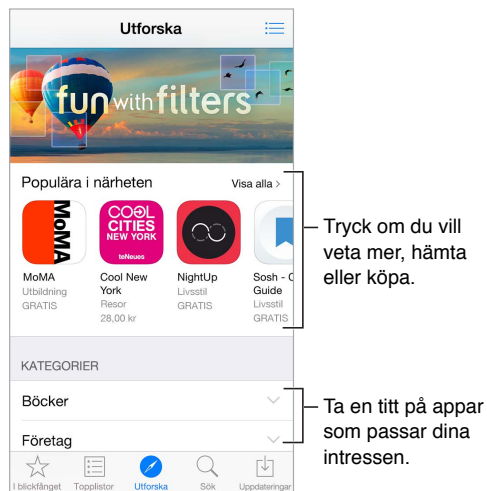 Utforska
fun with filters
Populära i närheten
Visa alla >
MoMA
COOL
CITIES
NEW YORK
teNeues
MoMA
Utbildning
GRATIS
Cool New
York
Resor
28,00 kr
NightUp
Livsstil
GRATIS
Sosh - C
Guide
Livsstil
GRATIS
Tryck om du vill
veta mer, hämta
eller köpa.
KATEGORIER
Böcker
Företag
Ta en titt på appar
som passar dina
intressen.
I blickfånget
Topplistor
Utforska
Sök
Uppdateringar